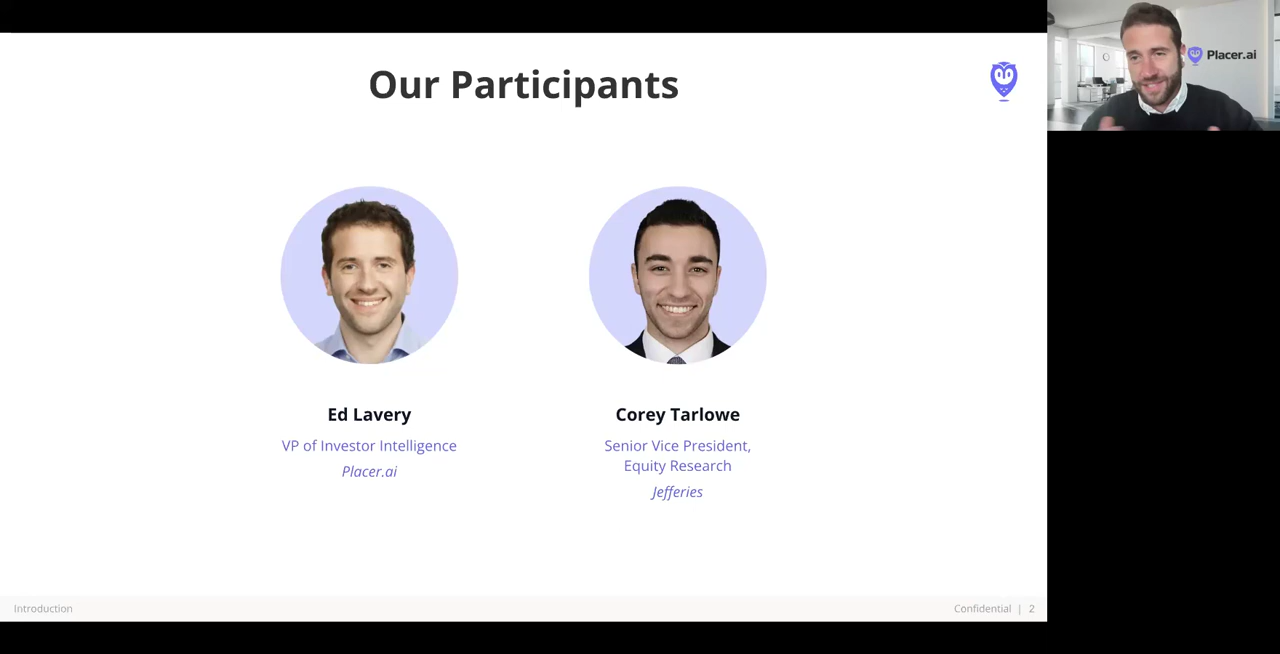 Our Participants
Placer.ai
Ed Lavery
VP of Investor Intelligence
Placer.ai
Corey Tarlowe
Senior Vice President,
Equity Research
Jefferies
Introduction
Confidential | 2